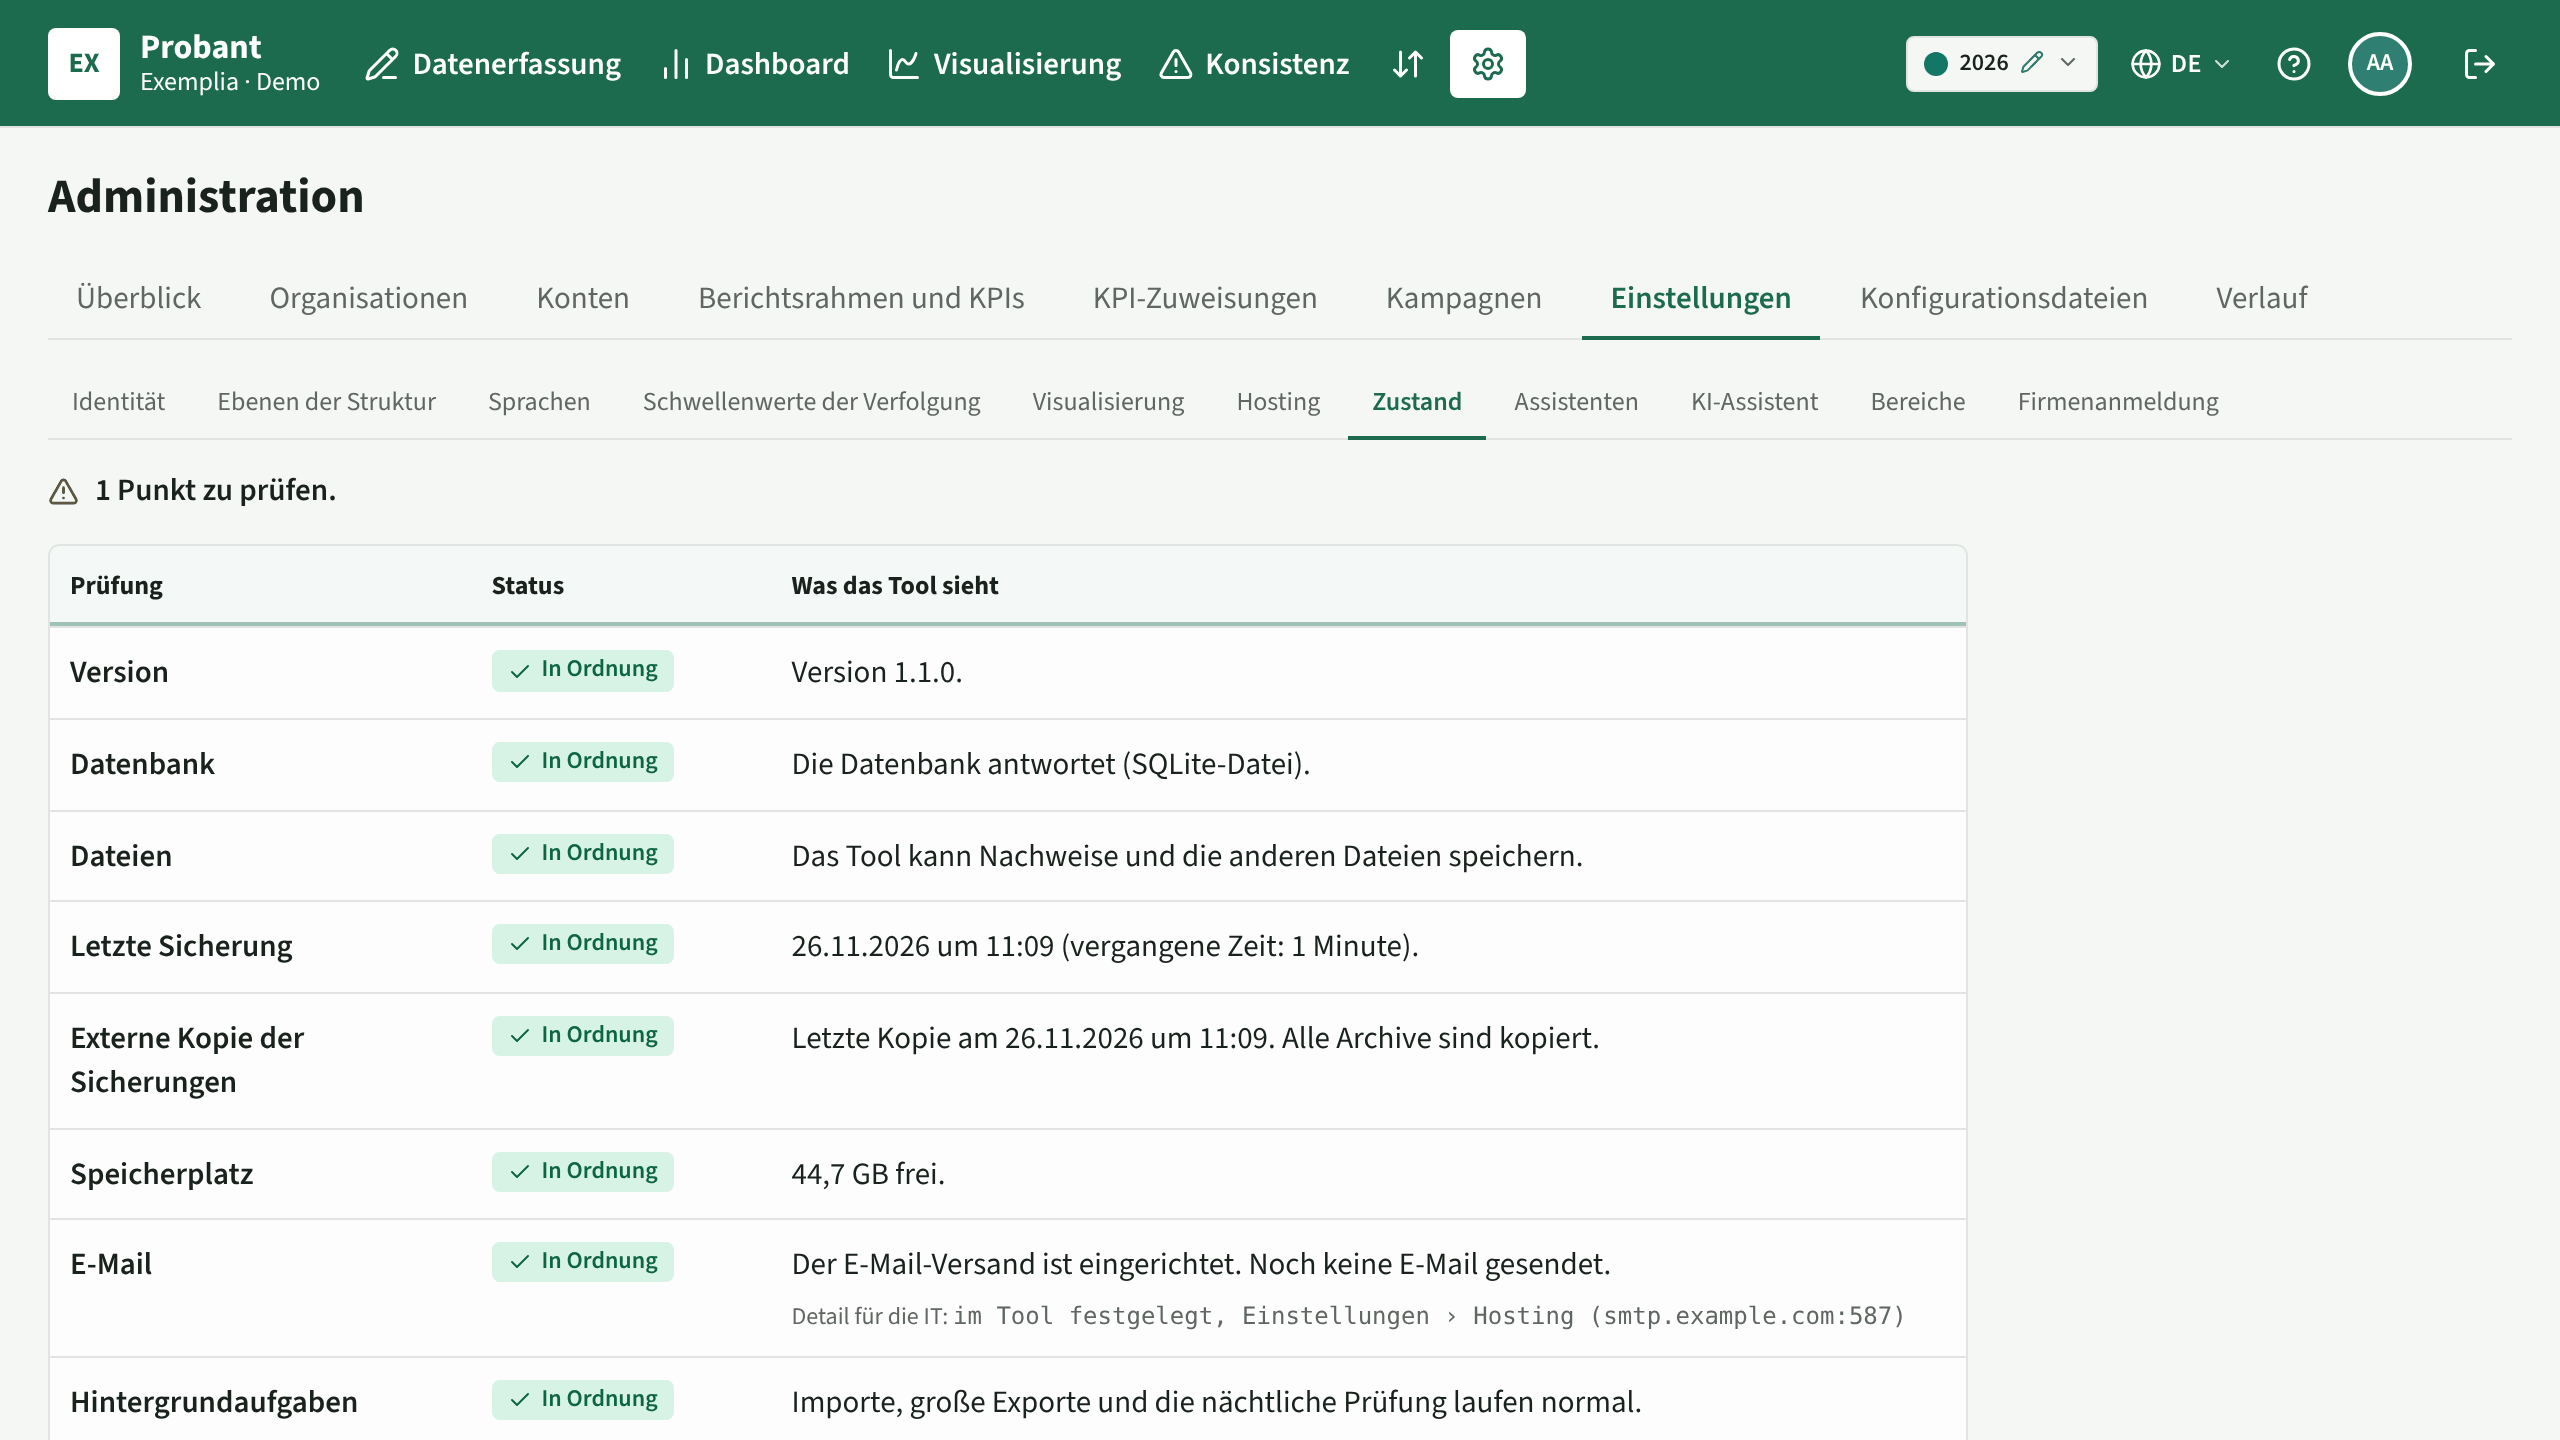 EX
Probant
Exemplia · Demo
Datenerfassung
Dashboard
Visualisierung
Konsistenz
2026
DE
AA
Administration
Überblick
Organisationen
Konten
Berichtsrahmen und KPIs
KPI-Zuweisungen
Kampagnen
Einstellungen
Konfigurationsdateien
Verlauf
Identität
Ebenen der Struktur
Sprachen
Schwellenwerte der Verfolgung
Visualisierung
Hosting
Zustand
Assistenten
KI-Assistent
Bereiche
Firmenanmeldung
1 Punkt zu prüfen.
Prüfung
Status
Was das Tool sieht
Version
In Ordnung
Version 1.1.0.
Datenbank
In Ordnung
Die Datenbank antwortet (SQLite-Datei).
Dateien
In Ordnung
Das Tool kann Nachweise und die anderen Dateien speichern.
Letzte Sicherung
In Ordnung
26.11.2026 um 11:09 (vergangene Zeit: 1 Minute).
Externe Kopie der
Sicherungen
In Ordnung
Letzte Kopie am 26.11.2026 um 11:09. Alle Archive sind kopiert.
Speicherplatz
In Ordnung
44,7 GB frei.
E-Mail
In Ordnung
Der E-Mail-Versand ist eingerichtet. Noch keine E-Mail gesendet.
Detail für die IT: im Tool festgelegt, Einstellungen › Hosting (smtp.example.com:587)
Hintergrundaufgaben
In Ordnung
Importe, große Exporte und die nächtliche Prüfung laufen normal.